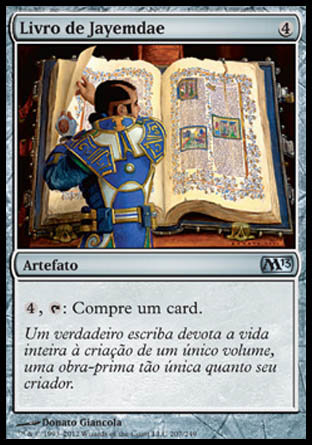 Livro de Jayemdae 4
Artefato M13
4, : Compre um card.
Um verdadeiro escriba devota a vida
inteira à criação de um único volume,
uma obra-prima tão única quanto seu
criador.
Donato Giancola
™ & © 1993–2012 Wizards of the Coast LLC 207/249